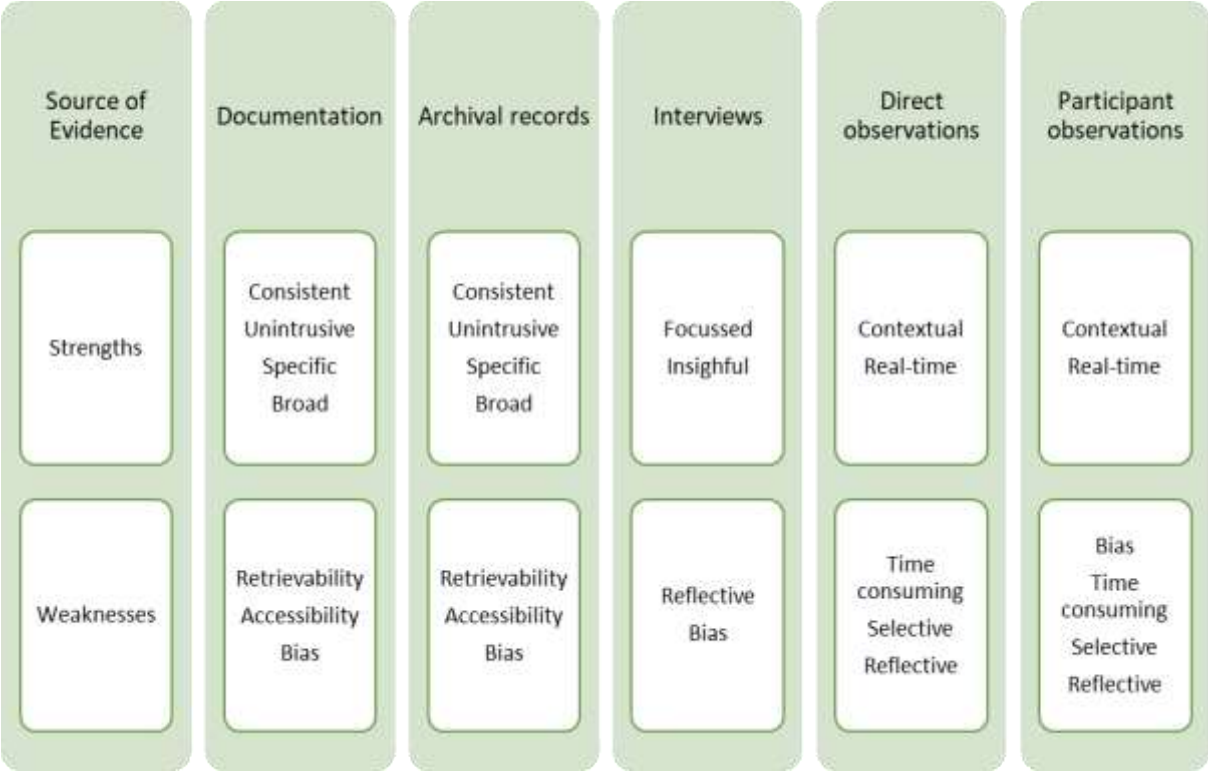 Source of
Evidence
Strengths
Weaknesses
Documentation
Consistent
Unintrusive
Specific
Broad
Retrievability
Accessibility
Bias
Archival records
Consistent
Unintrusive
Specific
Broad
Retrievability
Accessibility
Bias
Interviews
Focussed
Insighful
Reflective
Bias
Direct
observations
Contextual
Real-time
Time
consuming
Selective
Reflective
Participant
observations
Contextual
Real-time
Bias
Time
consuming
Selective
Reflective